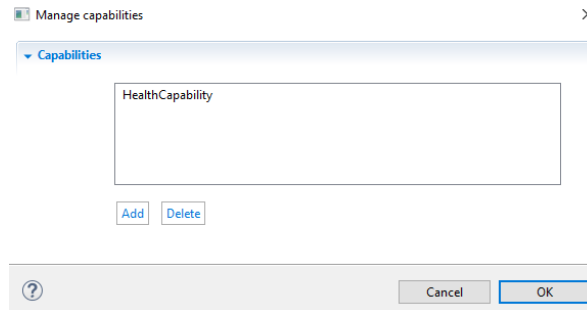 Manage capabilities
Capabilities
HealthCapability
Add Delete
? Cancel OK